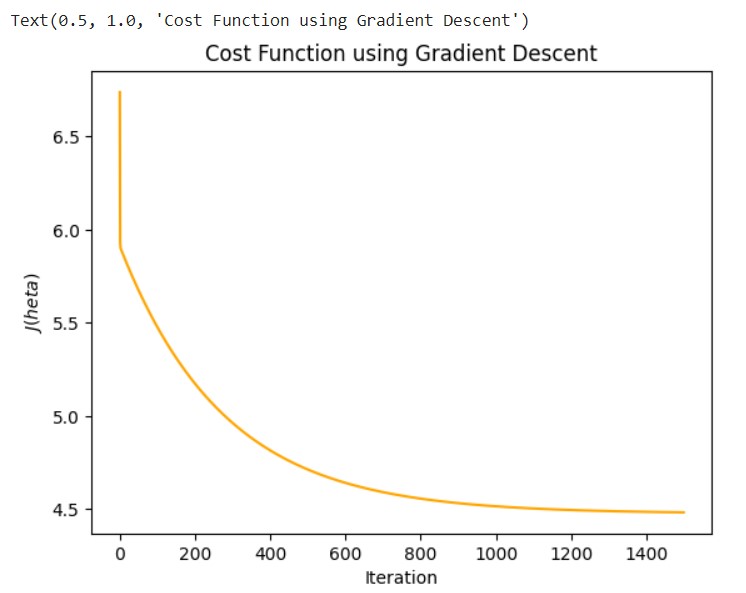 Text(0.5, 1.0, 'Cost Function using Gradient Descent')
Cost Function using Gradient Descent
6.5
6.0
5.5
5.0
4.5
J(heta)
0 200 400 600 800 1000 1200 1400
Iteration